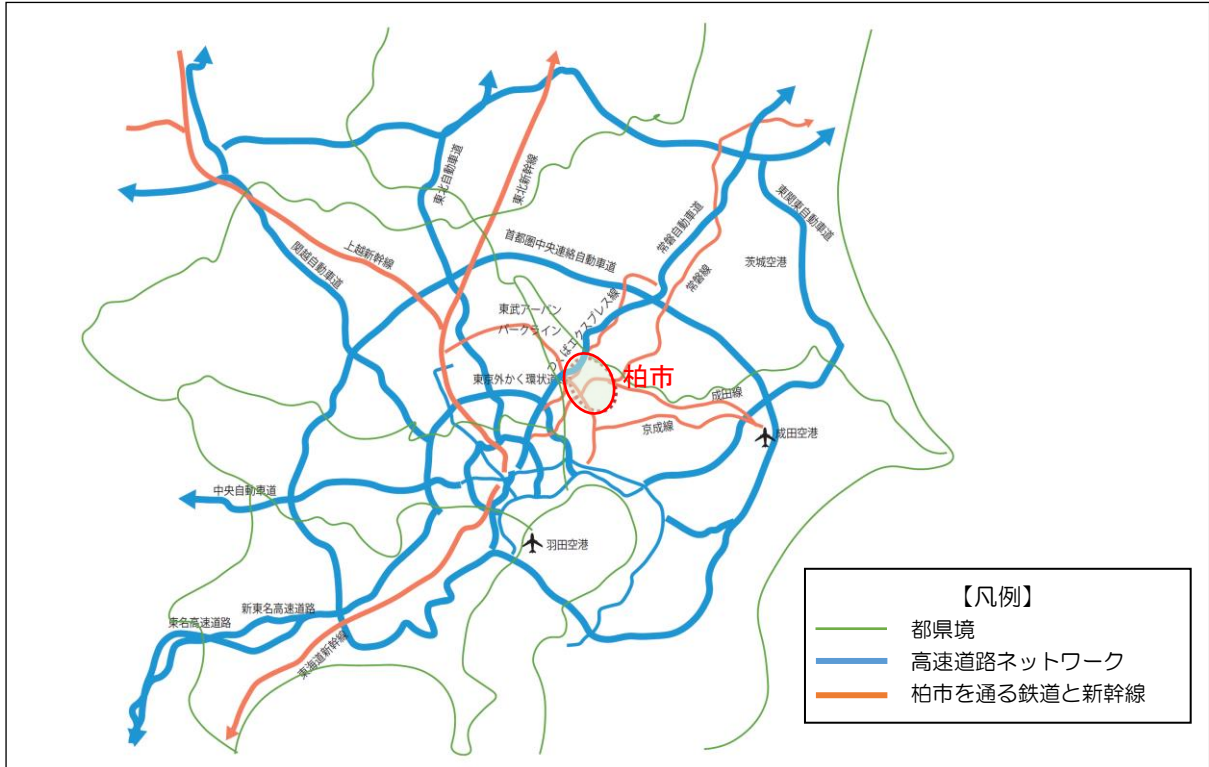 東北自動車道
東北新幹線
上越新幹線
関越自動車道
首都圏中央連絡自動車道
常磐自動車道
常磐線
東関東自動車道
茨城空港
東武アーバン
パークライン
つくばエクスプレス線
東京外かく環状道
柏市
成田線
京成線
成田空港
中央自動車道
羽田空港
新東名高速道路
東名高速道路
東海道新幹線
【凡例】
都県境
高速道路ネットワーク
柏市を通る鉄道と新幹線